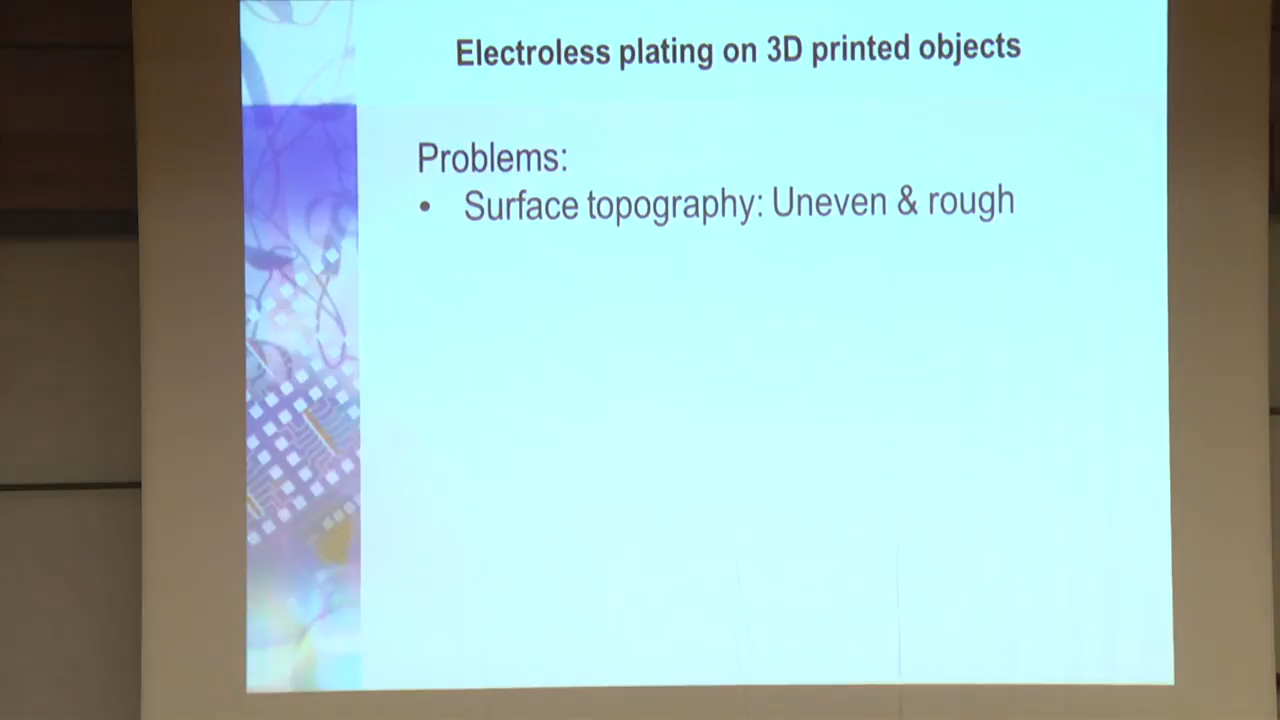 Electroless plating on 3D printed objects
Problems:
• Surface topography: Uneven & rough